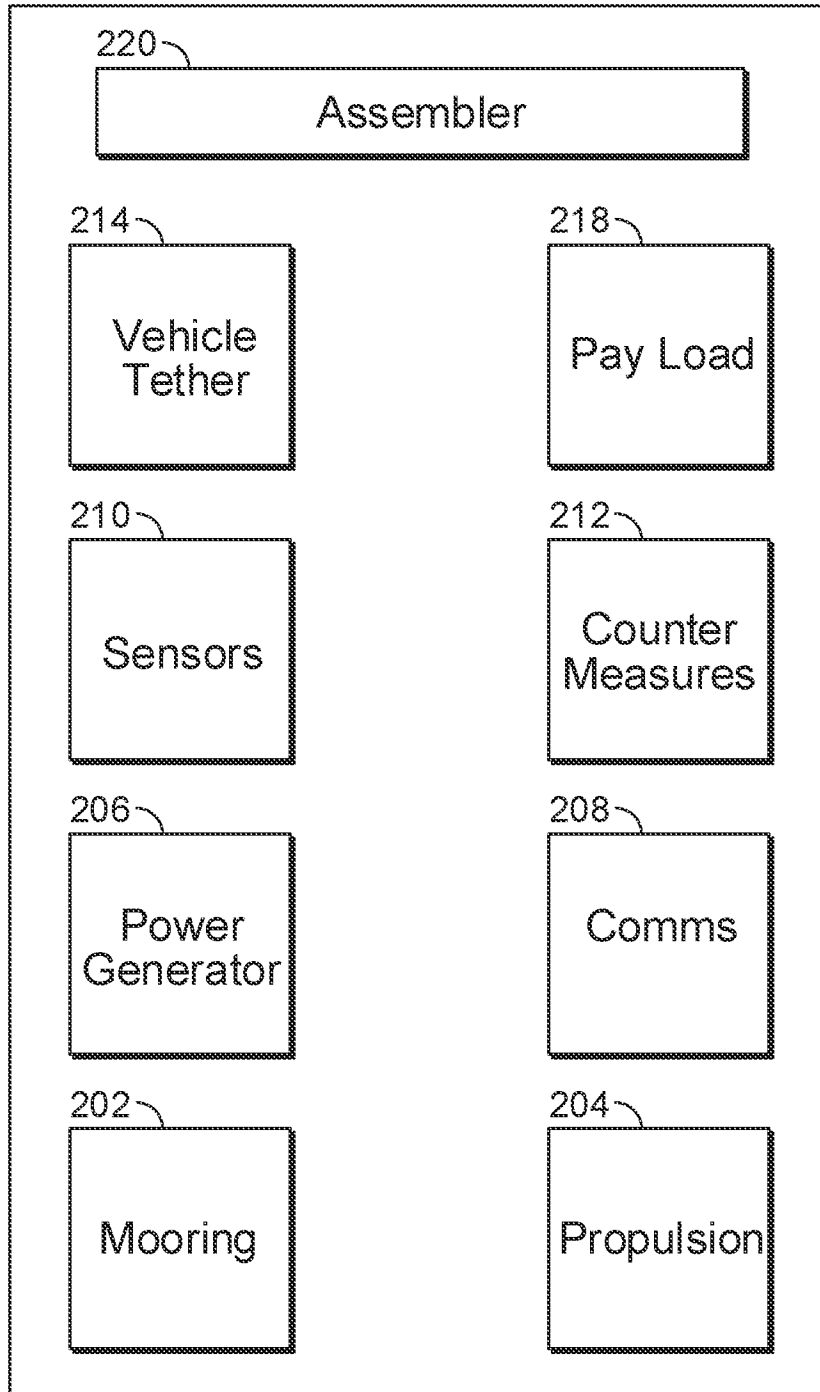 220
Assembler
214
218
Vehicle
Tether
Pay Load
210
212
Sensors
Counter
Measures
206
208
Power
Generator
Comms
202
204
Mooring
Propulsion